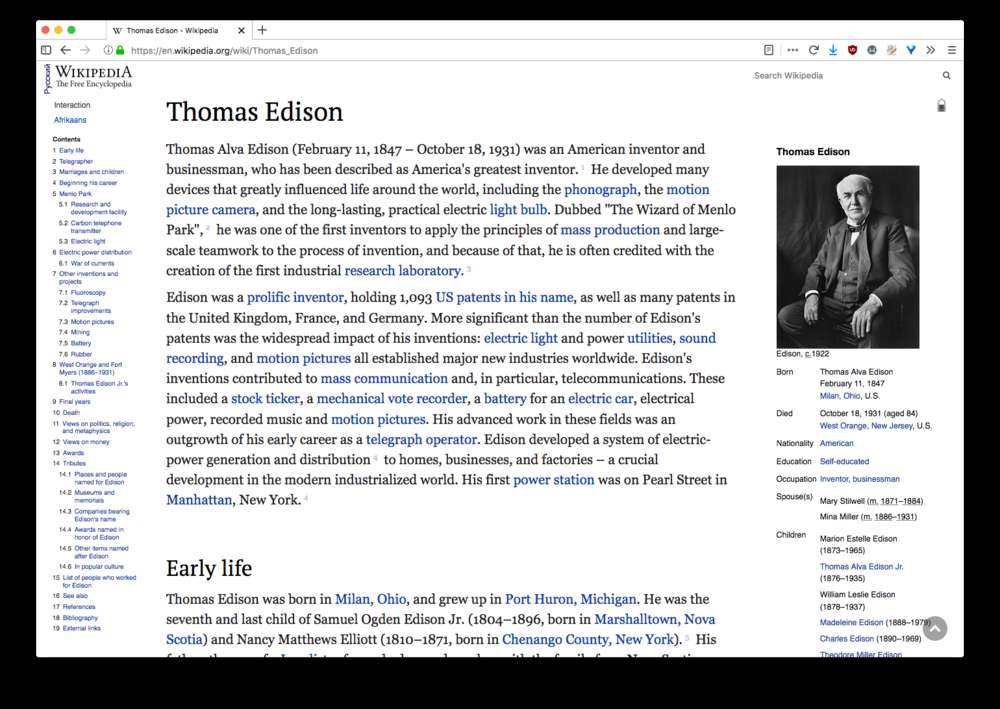 Thomas Edison - Wikipedia
https://en.wikipedia.org/wiki/Thomas_Edison
Русский
WIKIPEDIA
The Free Encyclopedia
Search Wikipedia
Interaction
Afrikaans
Contents
1 Early life
2 Telegrapher
3 Marriages and children
4 Beginning his career
5 Menlo Park
5.1 Research and
development facility
5.2 Carbon telephone
transmitter
5.3 Electric light
6 Electric power distribution
6.1 War of currents
7 Other inventions and
projects
7.1 Fluoroscopy
7.2 Telegraph
improvements
7.3 Motion pictures
7.4 Mining
7.5 Battery
7.6 Rubber
8 West Orange and Fort
Myers (1886–1931)
8.1 Thomas Edison Jr.'s
activities
9 Final years
10 Death
11 Views on politics, religion,
and metaphysics
12 Views on money
13 Awards
14 Tributes
14.1 Places and people
named for Edison
14.2 Museums and
memorials
14.3 Companies bearing
Edison's name
14.4 Awards named in
honor of Edison
14.5 Other items named
after Edison
14.6 In popular culture
15 List of people who worked
for Edison
16 See also
17 References
18 Bibliography
19 External links
Thomas Edison
Thomas Alva Edison (February 11, 1847 – October 18, 1931) was an American inventor and
businessman, who has been described as America's greatest inventor. 1 He developed many
devices that greatly influenced life around the world, including the phonograph, the motion
picture camera, and the long-lasting, practical electric light bulb. Dubbed "The Wizard of Menlo
Park", 2 he was one of the first inventors to apply the principles of mass production and large-
scale teamwork to the process of invention, and because of that, he is often credited with the
creation of the first industrial research laboratory. 3
Edison was a prolific inventor, holding 1,093 US patents in his name, as well as many patents in
the United Kingdom, France, and Germany. More significant than the number of Edison's
patents was the widespread impact of his inventions: electric light and power utilities, sound
recording, and motion pictures all established major new industries worldwide. Edison's
inventions contributed to mass communication and, in particular, telecommunications. These
included a stock ticker, a mechanical vote recorder, a battery for an electric car, electrical
power, recorded music and motion pictures. His advanced work in these fields was an
outgrowth of his early career as a telegraph operator. Edison developed a system of electric-
power generation and distribution 4 to homes, businesses, and factories – a crucial
development in the modern industrialized world. His first power station was on Pearl Street in
Manhattan, New York. 4
Early life
Thomas Edison was born in Milan, Ohio, and grew up in Port Huron, Michigan. He was the
seventh and last child of Samuel Ogden Edison Jr. (1804–1896, born in Marshalltown, Nova
Scotia) and Nancy Matthews Elliott (1810–1871, born in Chenango County, New York). 5 His
Thomas Edison
Edison, c.1922
Born Thomas Alva Edison
February 11, 1847
Milan, Ohio, U.S.
Died October 18, 1931 (aged 84)
West Orange, New Jersey, U.S.
Nationality American
Education Self-educated
Occupation Inventor, businessman
Spouse(s) Mary Stilwell (m. 1871–1884)
Mina Miller (m. 1886–1931)
Children Marion Estelle Edison
(1873–1965)
Thomas Alva Edison Jr.
(1876–1935)
William Leslie Edison
(1878–1937)
Madeleine Edison (1888–1979)
Charles Edison (1890–1969)
Theodore Miller Edison